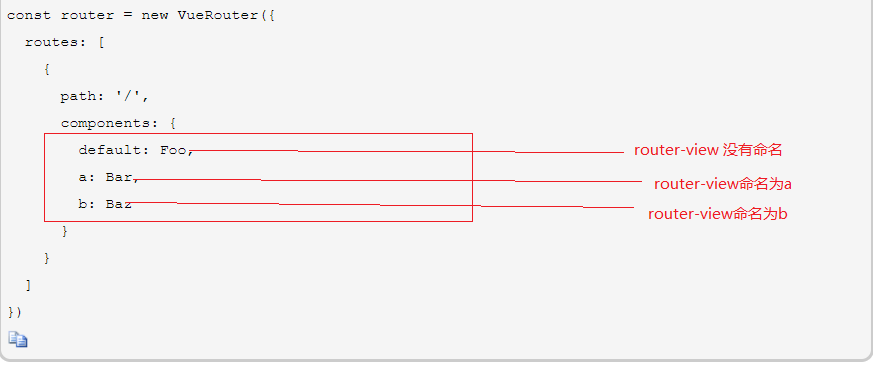 const router = new VueRouter({
routes: [
{
path: '/',
components: {
default: Foo, router-view 没有命名
a: Bar, router-view命名为a
b: Baz router-view命名为b
}
}
]
})